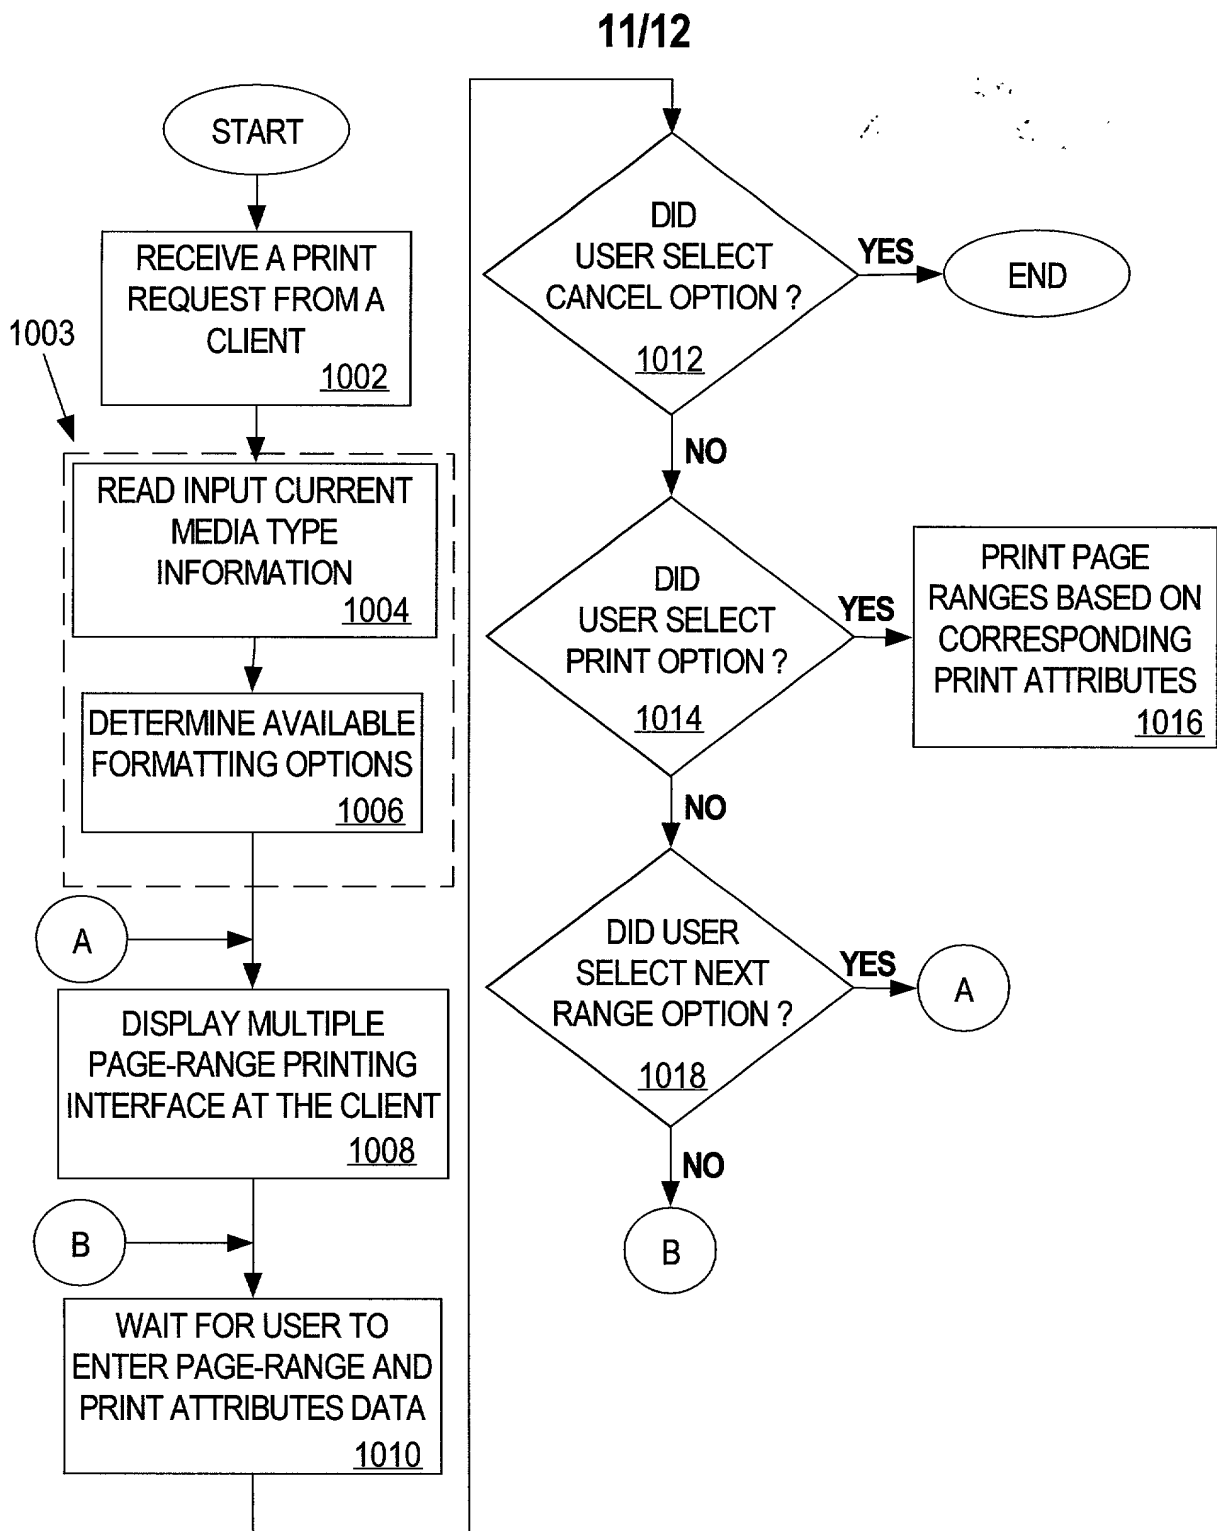 11/12
START
RECEIVE A PRINT
REQUEST FROM A
CLIENT
1002
1003
READ INPUT CURRENT
MEDIA TYPE
INFORMATION
1004
DETERMINE AVAILABLE
FORMATTING OPTIONS
1006
A
DISPLAY MULTIPLE
PAGE-RANGE PRINTING
INTERFACE AT THE CLIENT
1008
B
WAIT FOR USER TO
ENTER PAGE-RANGE AND
PRINT ATTRIBUTES DATA
1010
DID
USER SELECT
CANCEL OPTION ?
1012
YES
END
NO
DID
USER SELECT
PRINT OPTION ?
1014
YES
PRINT PAGE
RANGES BASED ON
CORRESPONDING
PRINT ATTRIBUTES
1016
NO
DID USER
SELECT NEXT
RANGE OPTION ?
1018
YES
A
NO
B